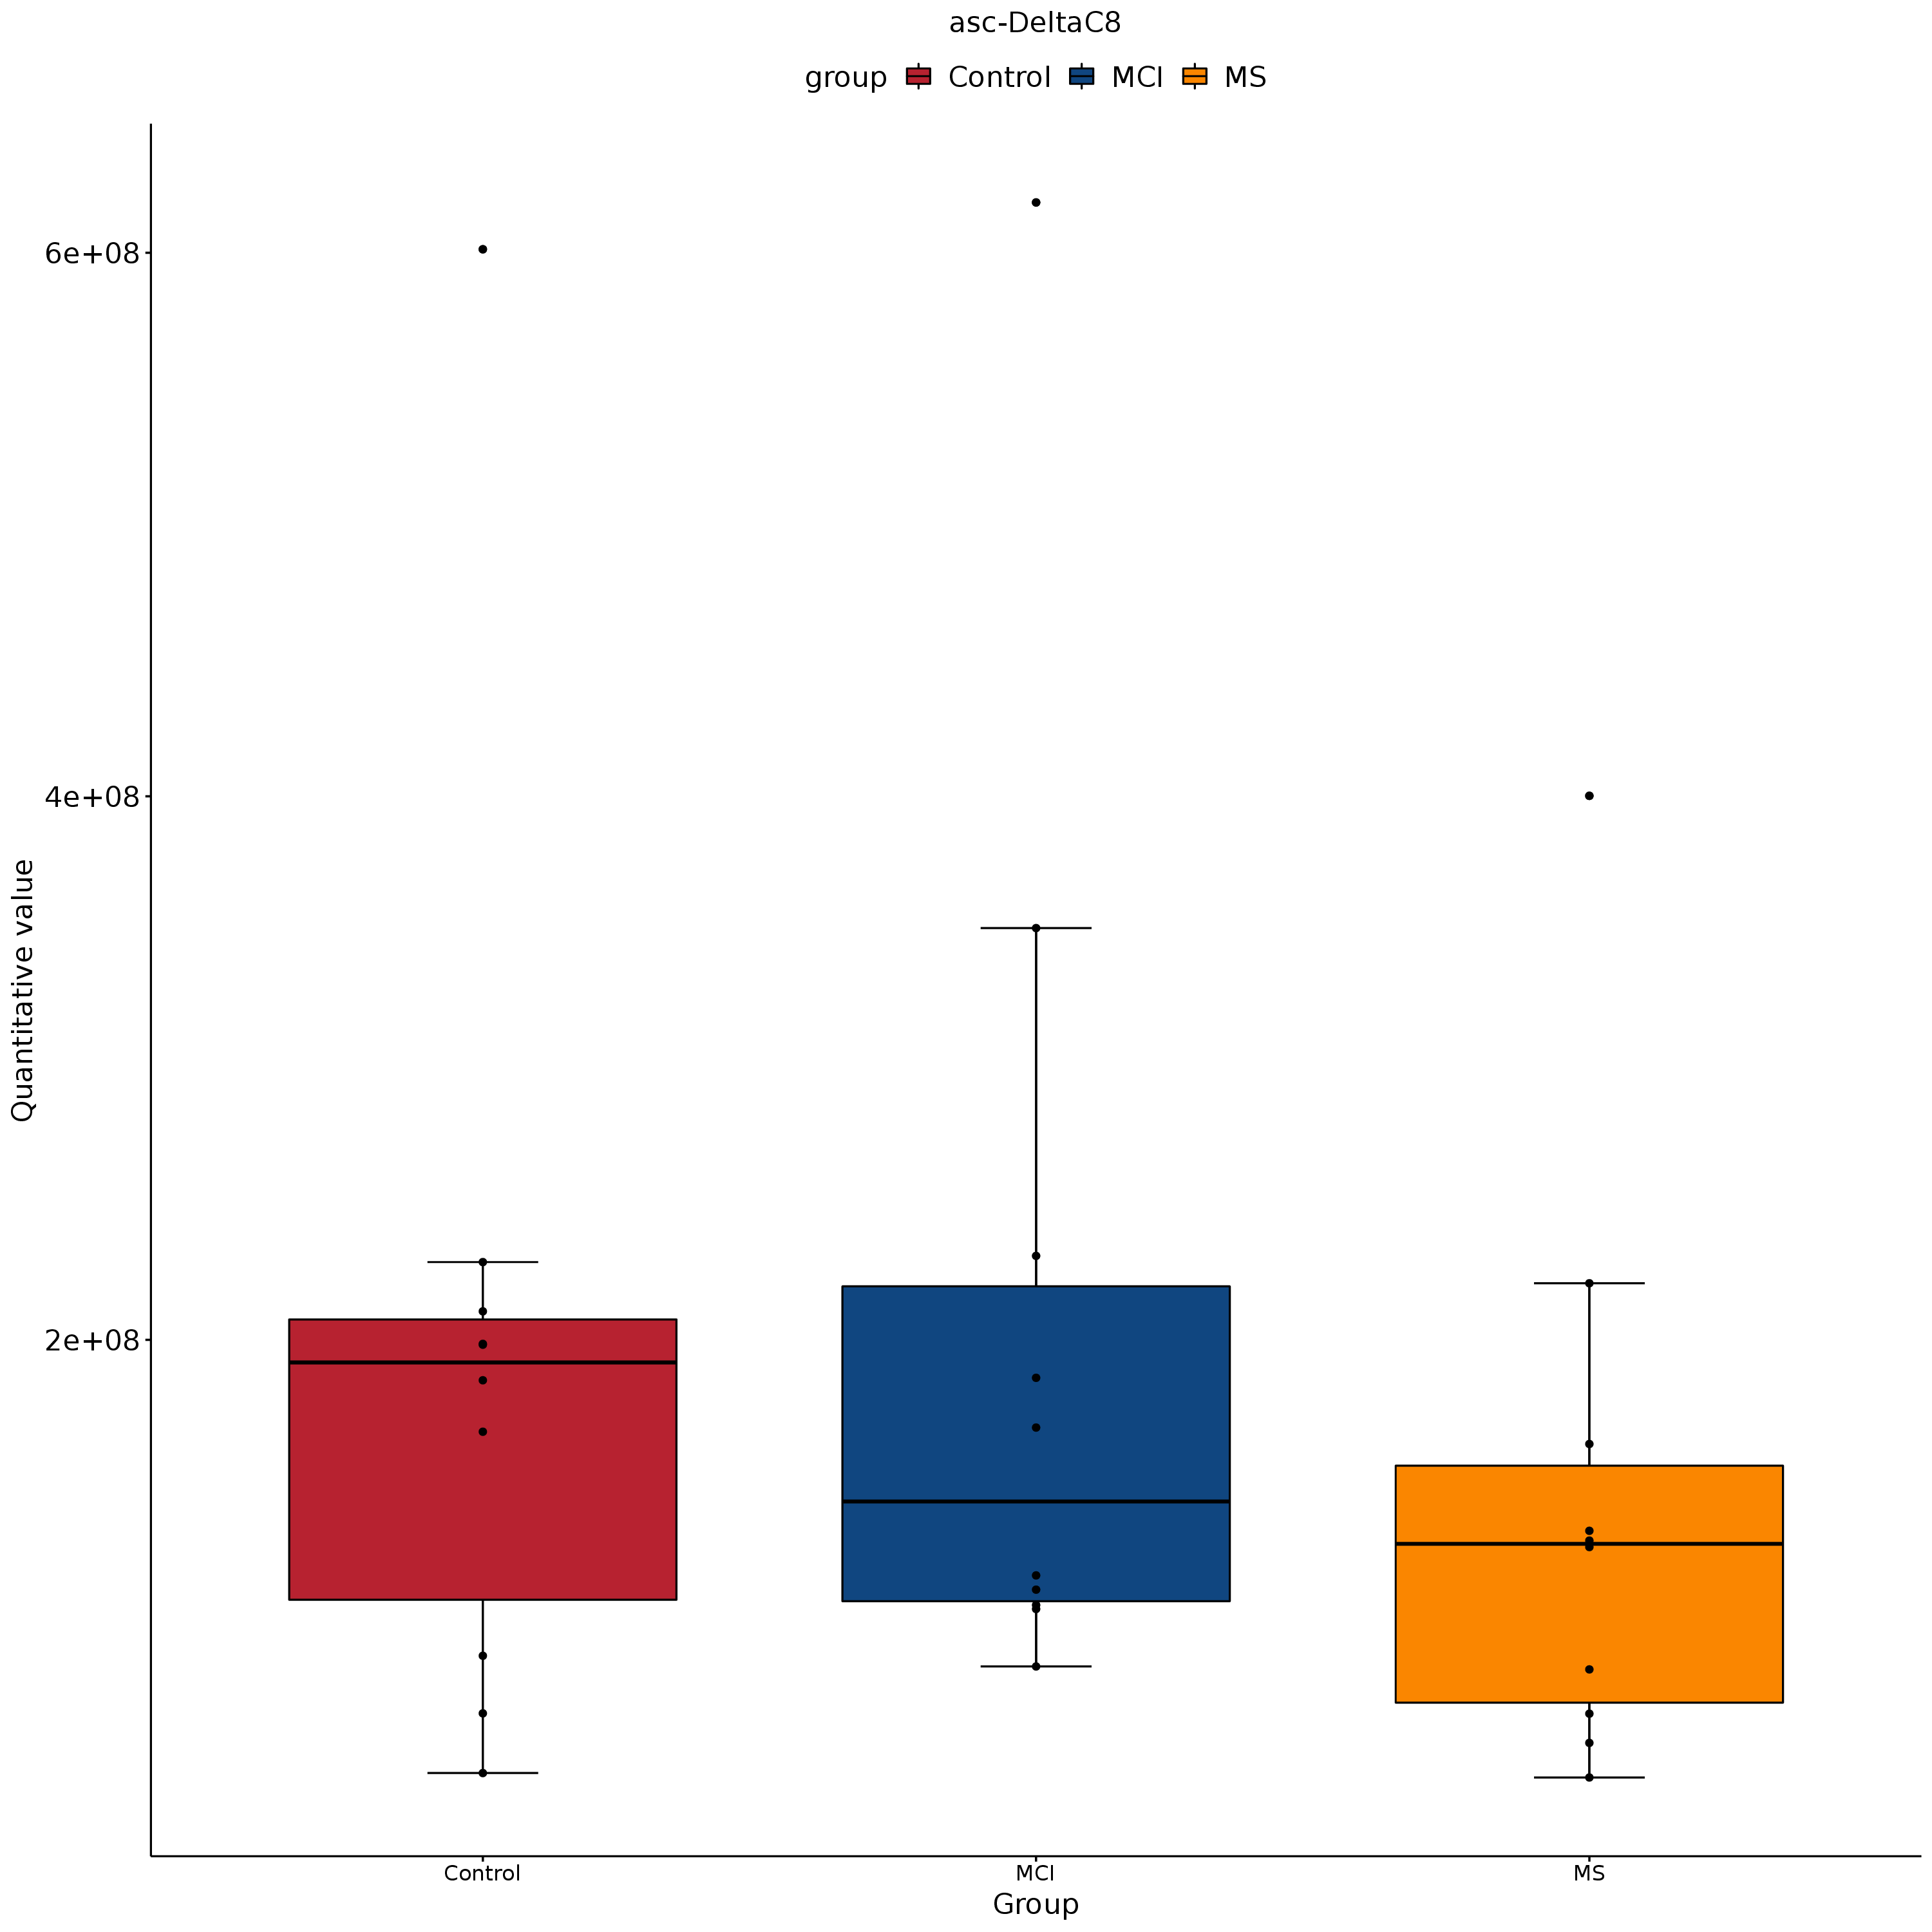 asc-DeltaC8
group Control MCI MS
6e+08
4e+08
2e+08
Quantitative value
Control MCI MS
Group